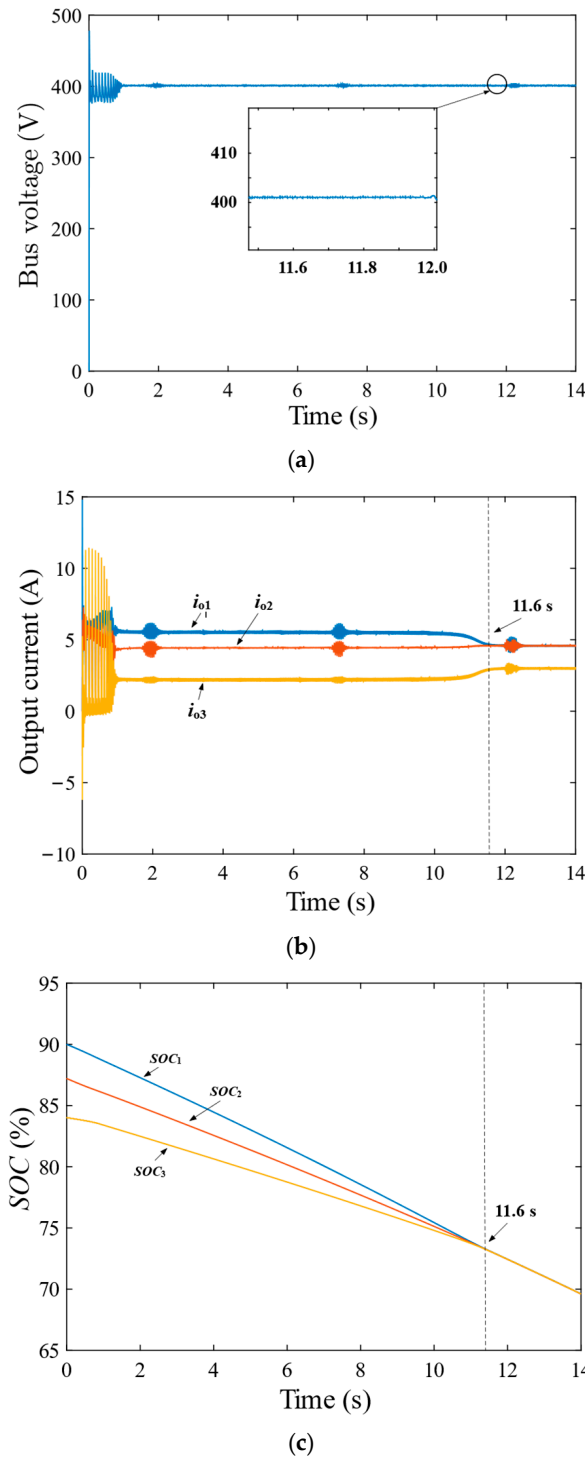 500
400
300
200
100
0
Bus voltage (V)
410
400
11.6 11.8 12.0
0 2 4 6 8 10 12 14
Time (s)
(a)
15
10
5
0
−5
−10
Output current (A)
io1
io2
11.6 s
io3
0 2 4 6 8 10 12 14
Time (s)
(b)
95
90
85
80
75
70
65
SOC (%)
SOC1
SOC2
SOC3
11.6 s
0 2 4 6 8 10 12 14
Time (s)
(c)